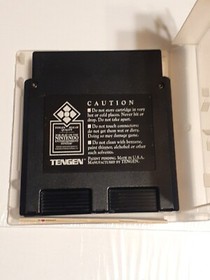 NINTENDO
TENGEN
CAUTION
■ Do not store cartridge in very
hot or cold places. Never hit or
drop. Do not take apart.
■ Do not touch connectors;
do not get them wet or dirty.
Doing so may damage game.
■ Do not clean with benzene,
paint thinner, alchohol or other
such solvents.
PATENT PENDING. MADE IN U.S.A.
MANUFACTURED BY TENGEN.